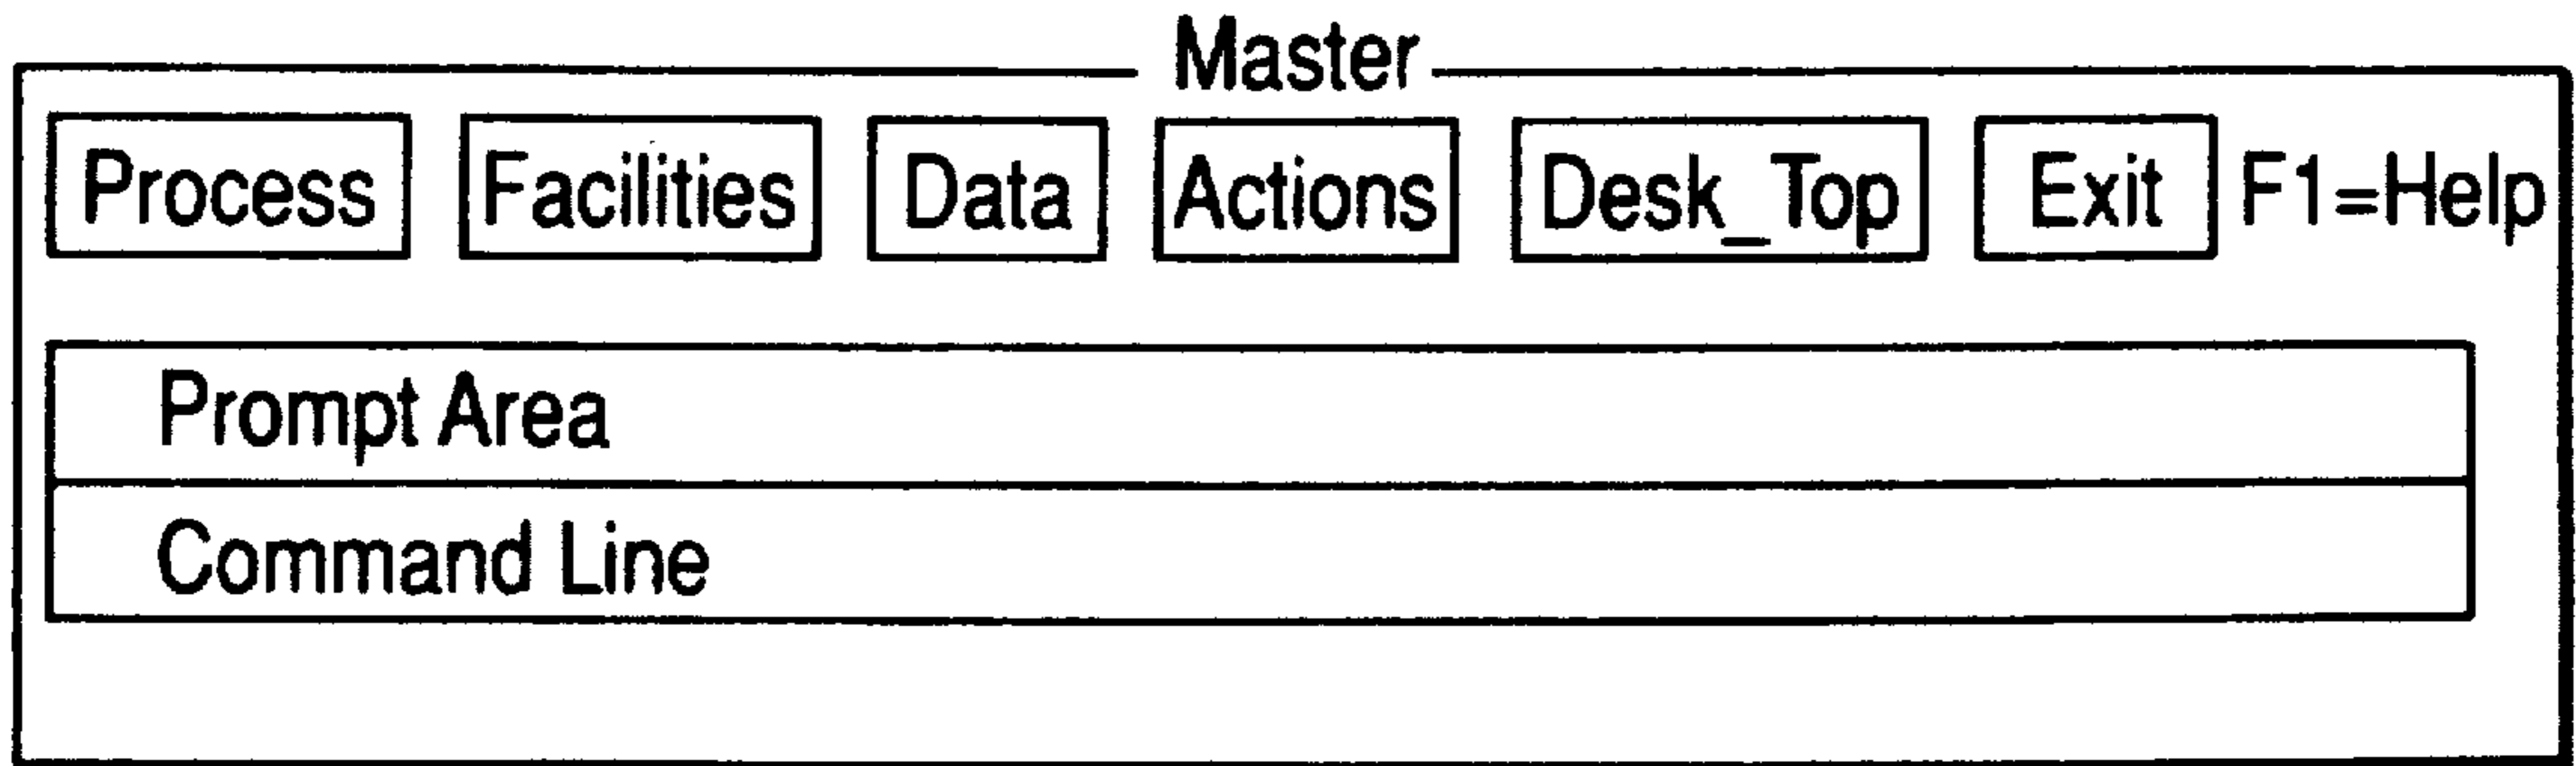 Master
Process Facilities Data Actions Desk_Top Exit F1=Help
Prompt Area
Command Line